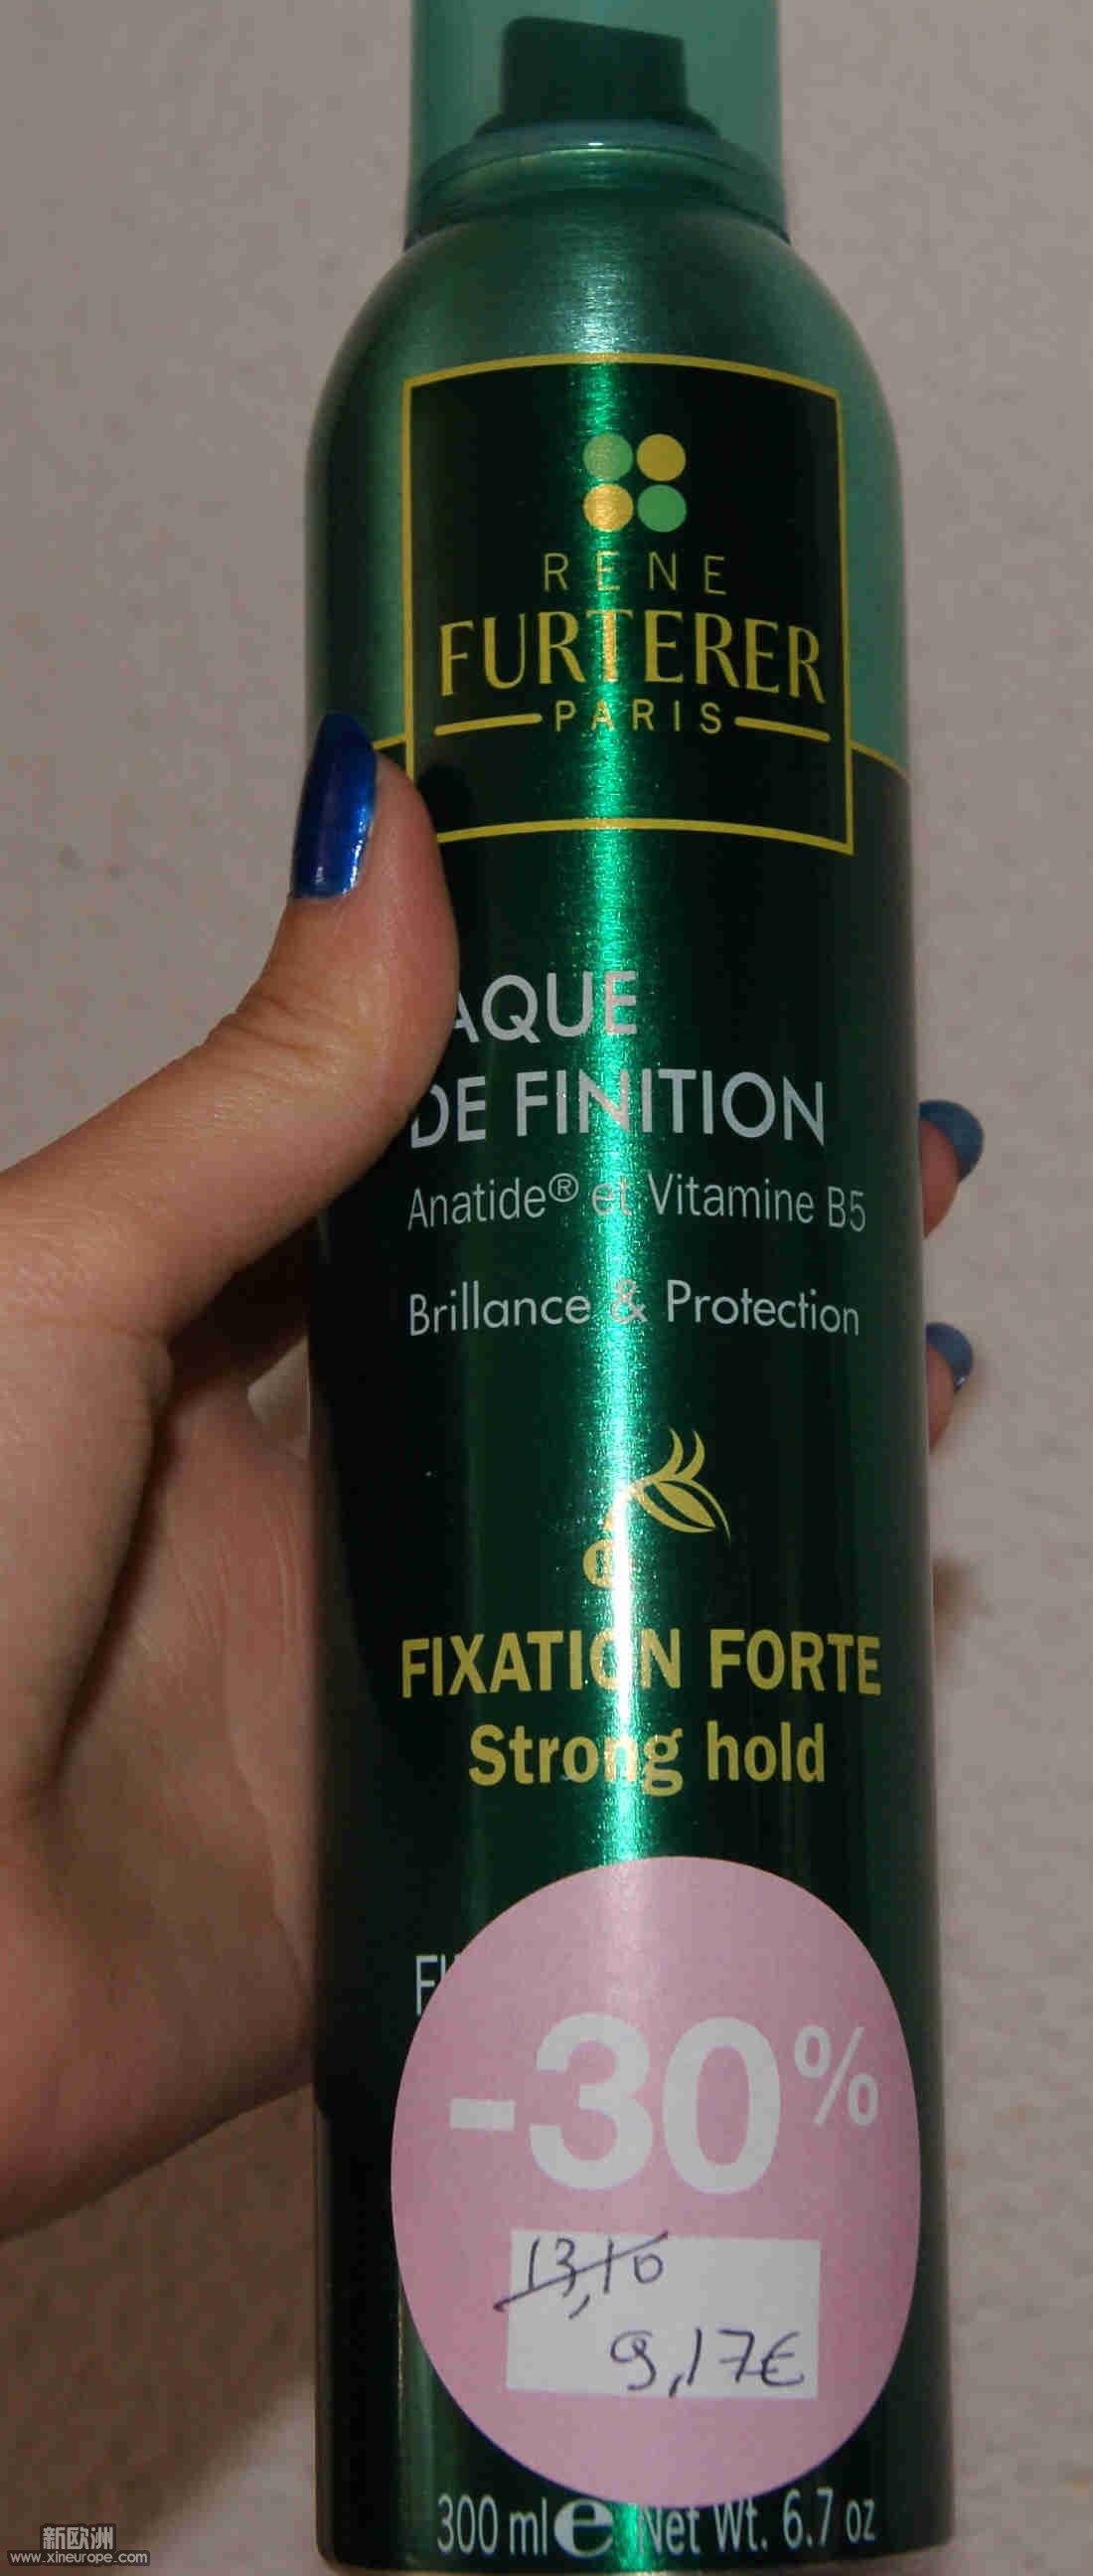 RENE
FURTERER
PARIS
AQUE
DE FINITION
Anatide® et Vitamine B5
Brillance & Protection
FIXATION FORTE
Strong hold
-30%
13,10
9,17€
300 ml e Net Wt. 6.7 oz
新欧洲
www.xineurope.com